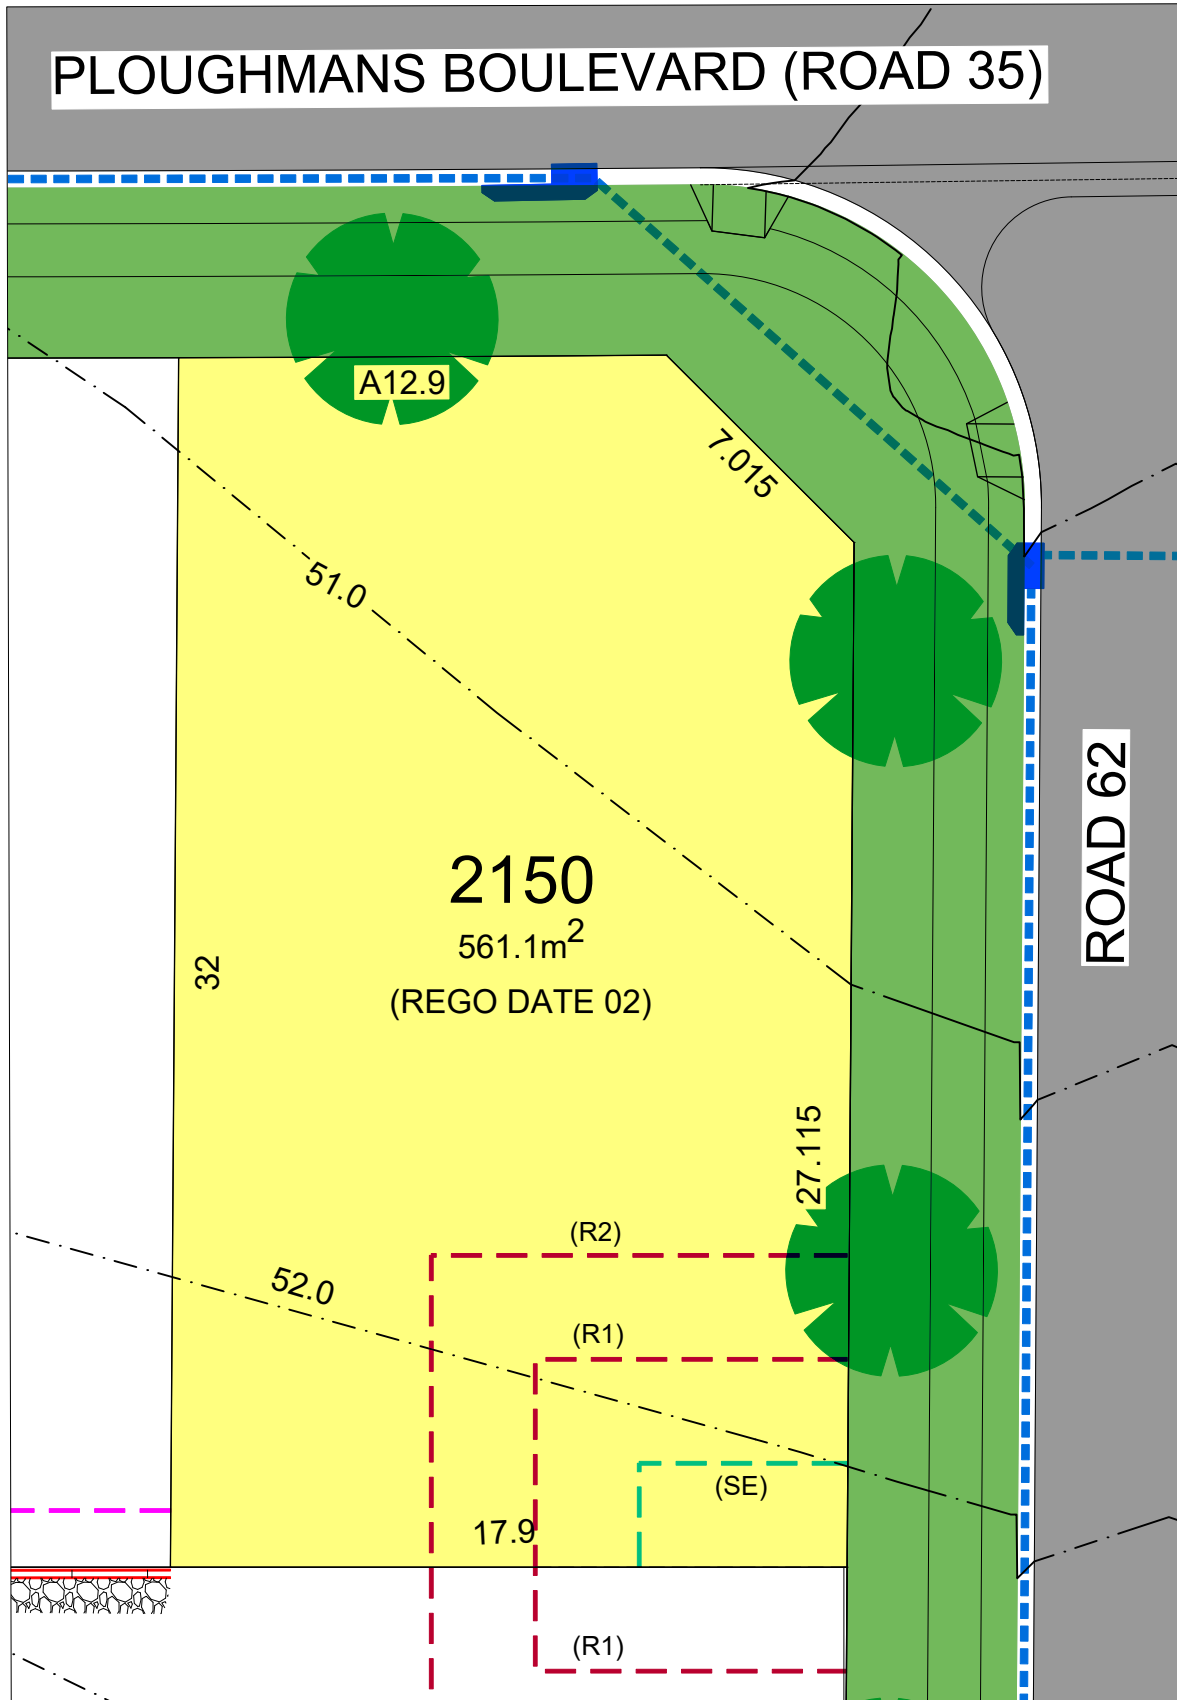 PLOUGHMANS BOULEVARD (ROAD 35)
A12.9
7.015
51.0
ROAD 62
2150
561.1m²
(REGO DATE 02)
32
27.115
(R2)
52.0
(R1)
(SE)
17.9
(R1)